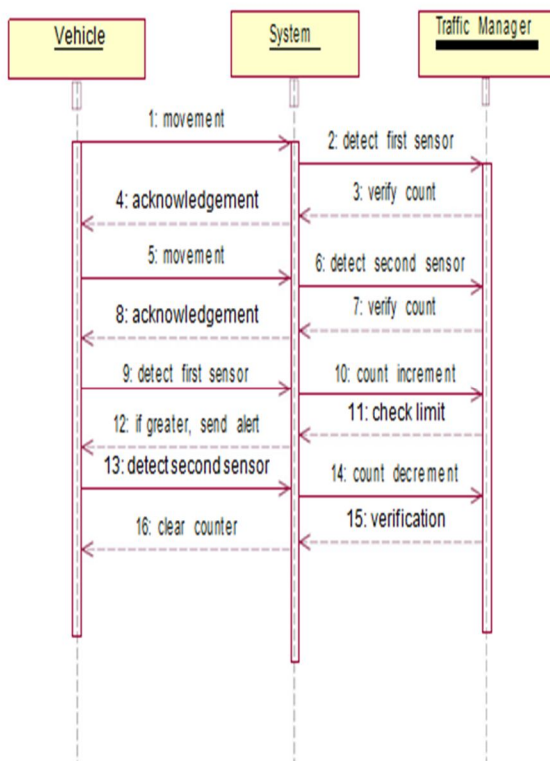 Vehicle
System
Traffic Manager
1: movement
2: detect first sensor
3: verify count
4: acknowledgement
5: movement
6: detect second sensor
7: verify count
8: acknowledgement
9: detect first sensor
10: count increment
11: check limit
12: if greater, send alert
13: detect second sensor
14: count decrement
15: verification
16: clear counter